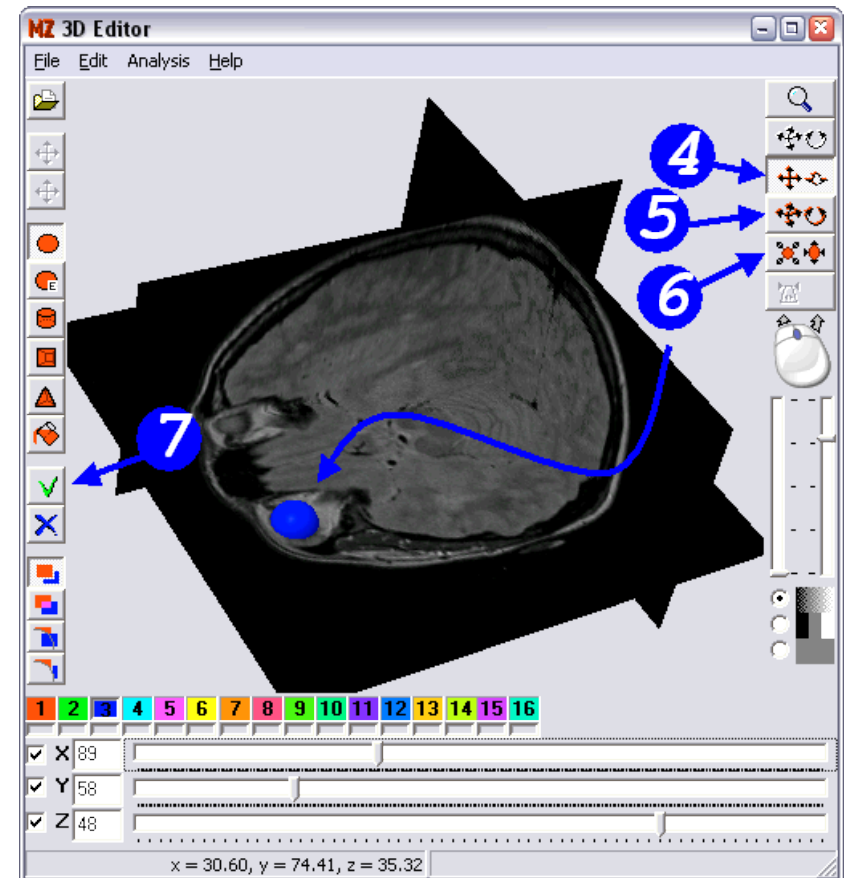 MZ 3D Editor
File Edit Analysis Help
4
5
E
6
7
1 2 3 4 5 6 7 8 9 10 11 12 13 14 15 16
X 89
Y 58
Z 48
x = 30.60, y = 74.41, z = 35.32